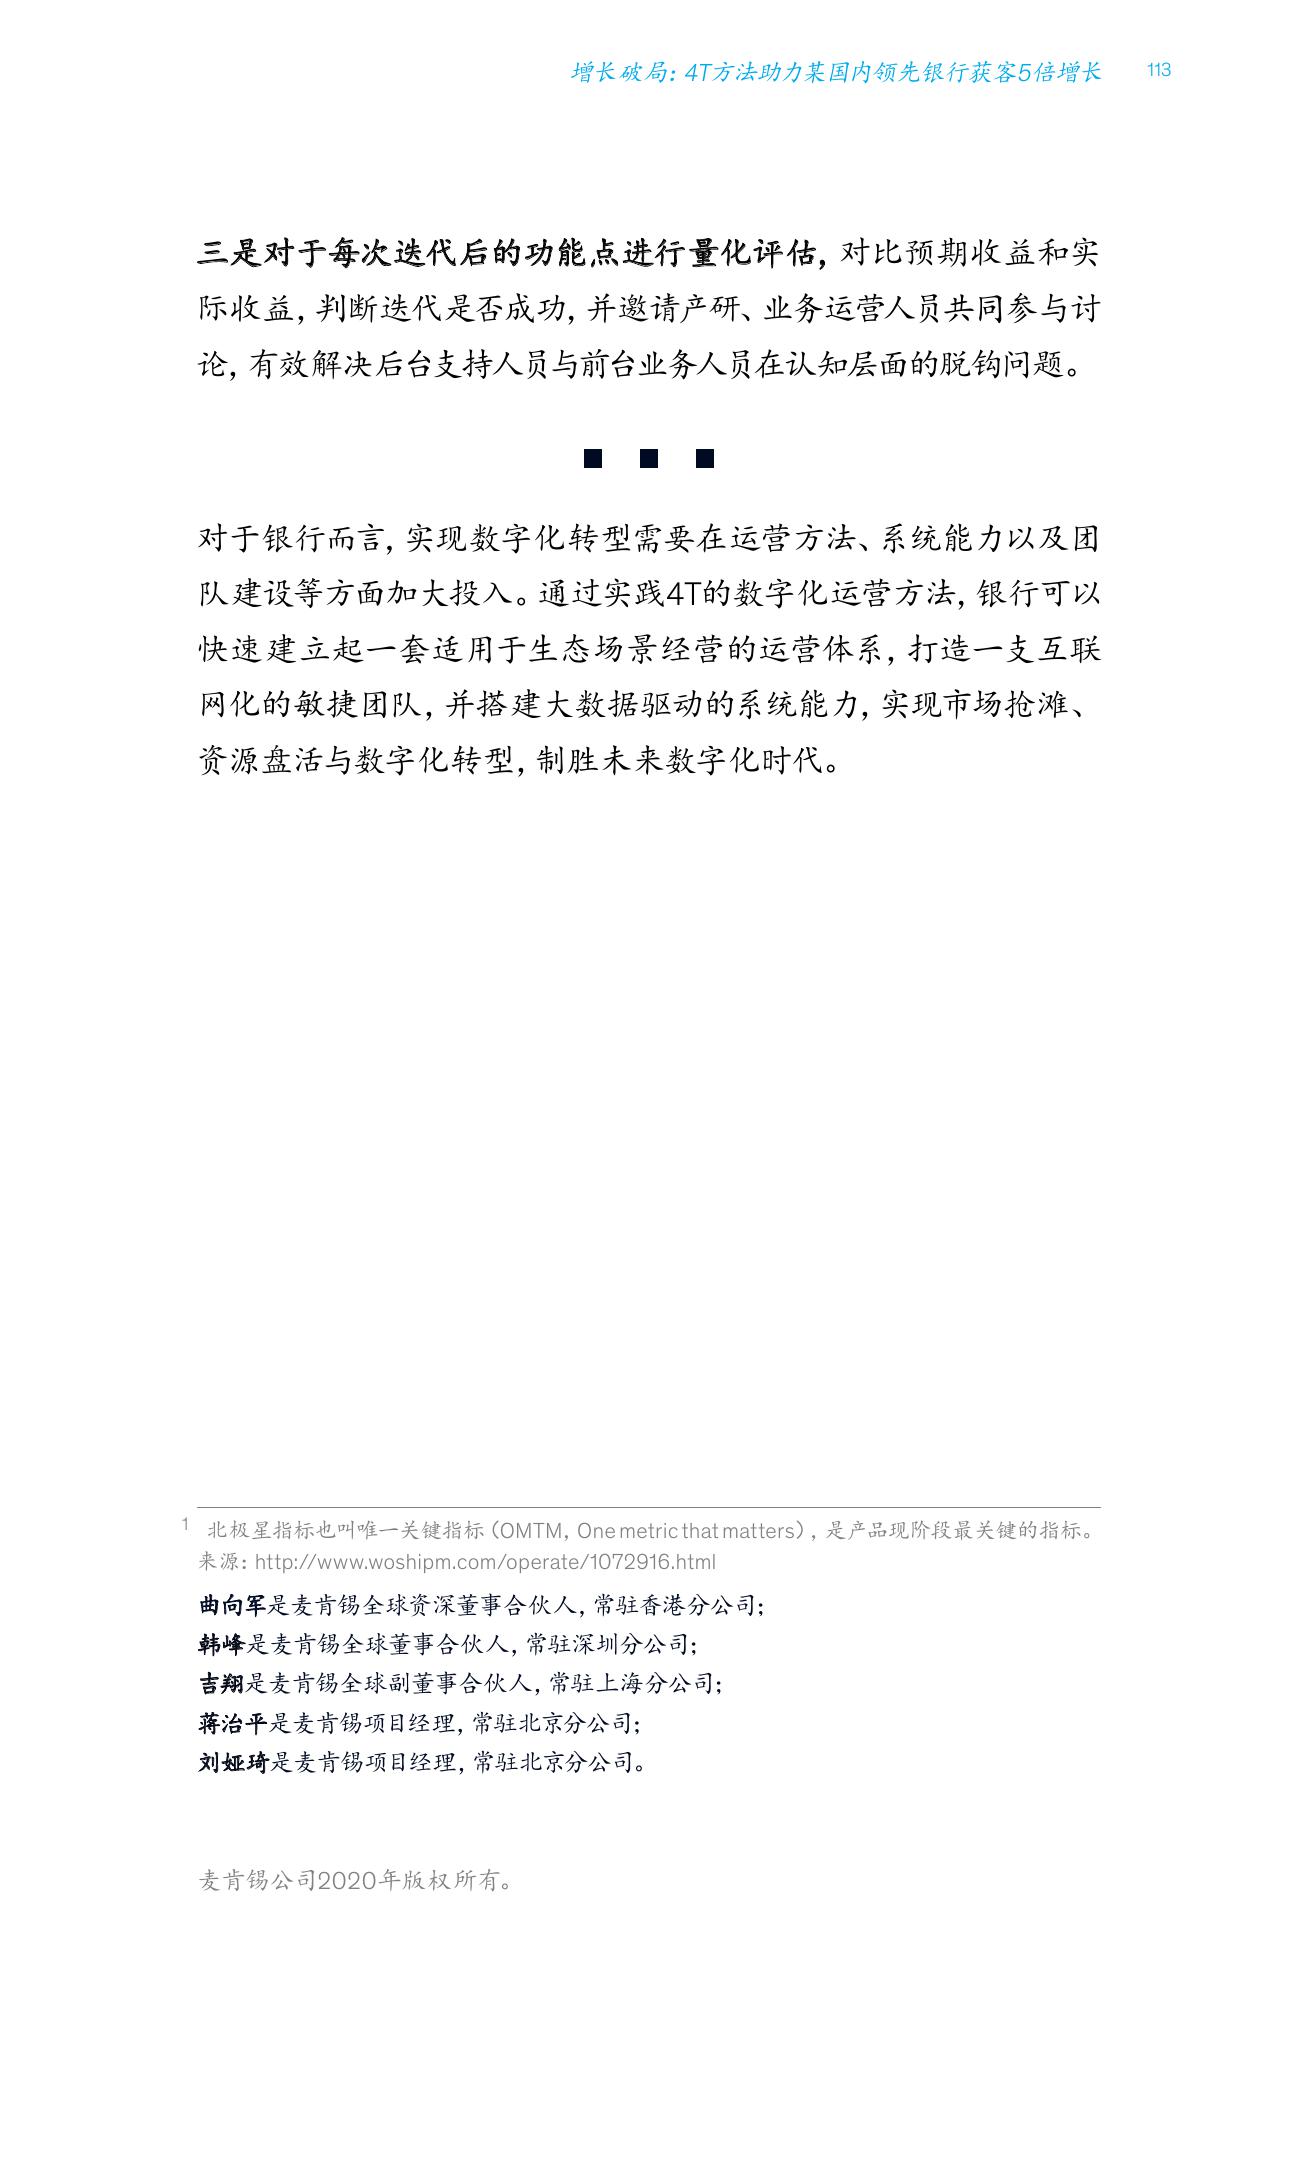 增长破局：4T方法助力某国内领先银行获客5倍增长 113
三是对于每次迭代后的功能点进行量化评估，对比预期收益和实
际收益，判断迭代是否成功，并邀请产研、业务运营人员共同参与讨
论，有效解决后台支持人员与前台业务人员在认知层面的脱钩问题。
■ ■ ■
对于银行而言，实现数字化转型需要在运营方法、系统能力以及团
队建设等方面加大投入。通过实践4T的数字化运营方法，银行可以
快速建立起一套适用于生态场景经营的运营体系，打造一支互联
网化的敏捷团队，并搭建大数据驱动的系统能力，实现市场抢滩、
资源盘活与数字化转型，制胜未来数字化时代。
1 北极星指标也叫唯一关键指标（OMTM，One metric that matters），是产品现阶段最关键的指标。
来源：http://www.woshipm.com/operate/1072916.html
曲向军是麦肯锡全球资深董事合伙人，常驻香港分公司；
韩峰是麦肯锡全球董事合伙人，常驻深圳分公司；
吉翔是麦肯锡全球副董事合伙人，常驻上海分公司；
蒋治平是麦肯锡项目经理，常驻北京分公司；
刘娅琦是麦肯锡项目经理，常驻北京分公司。
麦肯锡公司2020年版权所有。